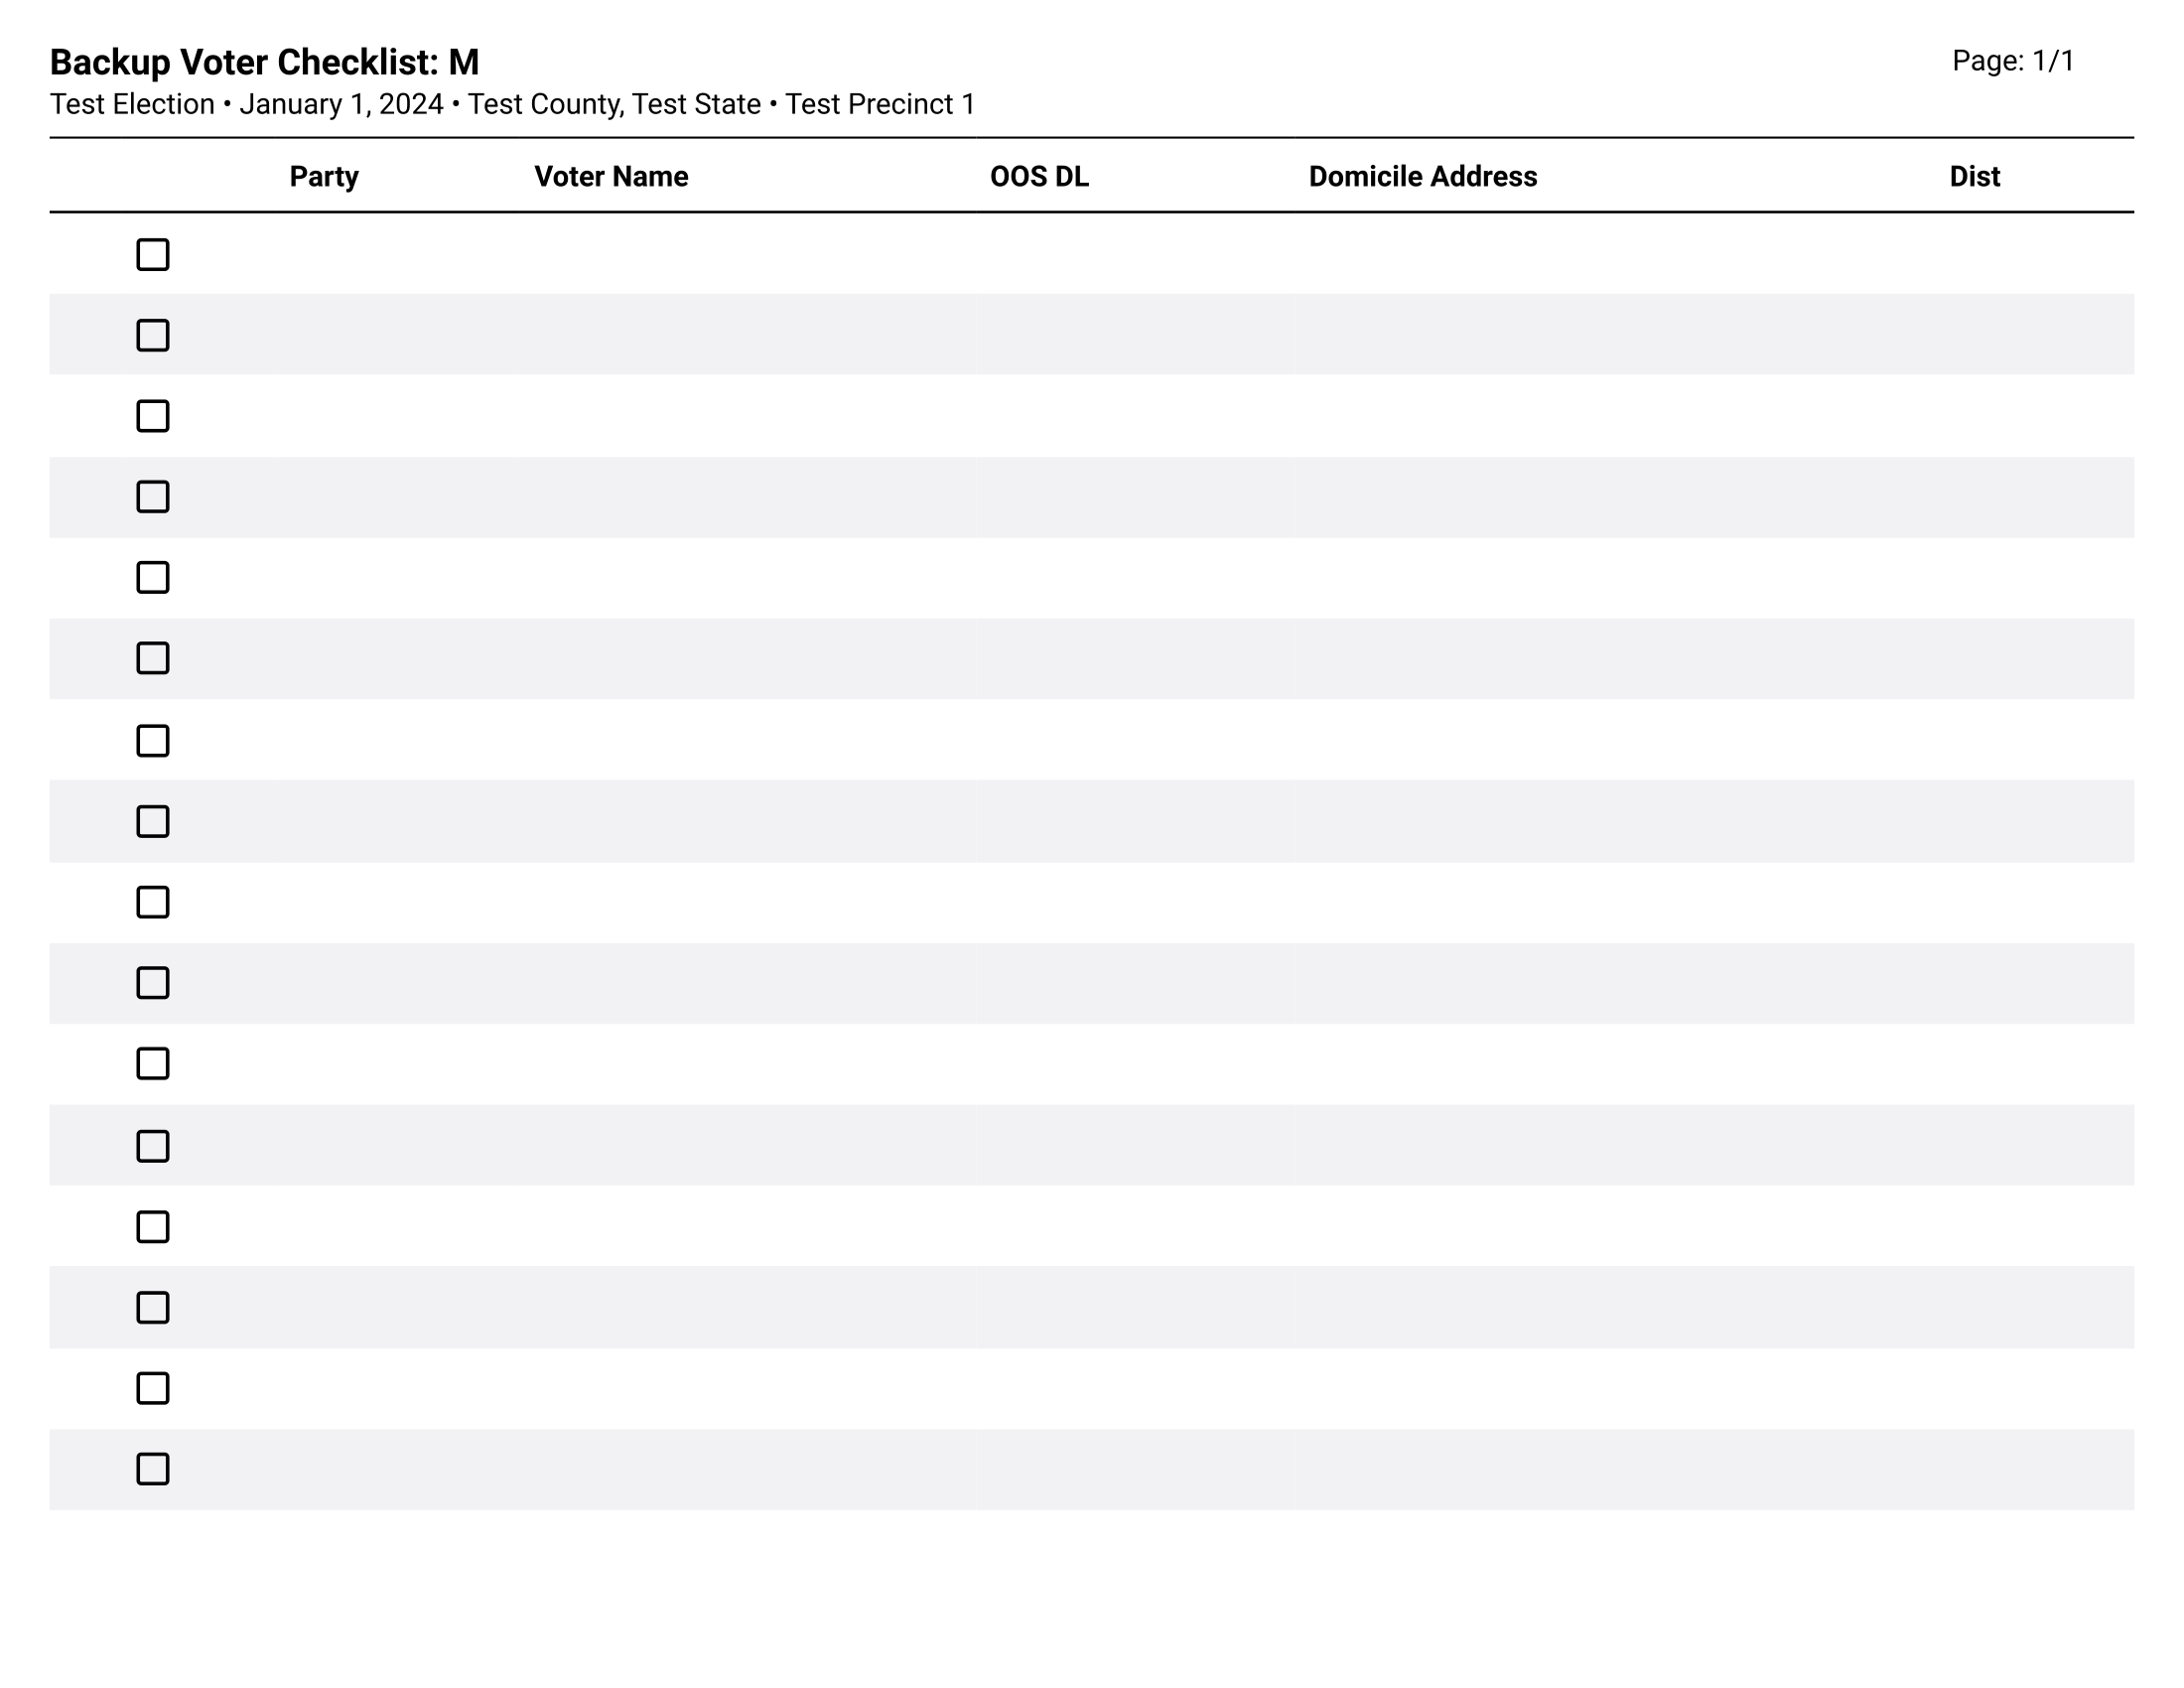 Backup Voter Checklist: M
Page: 1/1
Test Election • January 1, 2024 • Test County, Test State • Test Precinct 1
Party Voter Name OOS DL Domicile Address Dist